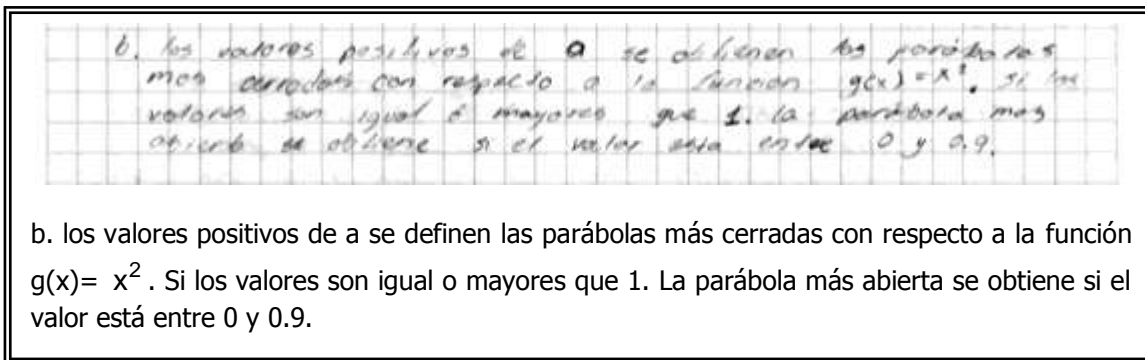 b. los valores positivos de a se obtienen las parábolas
mas cerradas con respecto a la función g(x) = x². si los
valores son igual ó mayores que 1. la parábola mas
abierta se obtiene si el valor esta entre 0 y 0.9.
b. los valores positivos de a se definen las parábolas más cerradas con respecto a la función
g(x)= x². Si los valores son igual o mayores que 1. La parábola más abierta se obtiene si el
valor está entre 0 y 0.9.